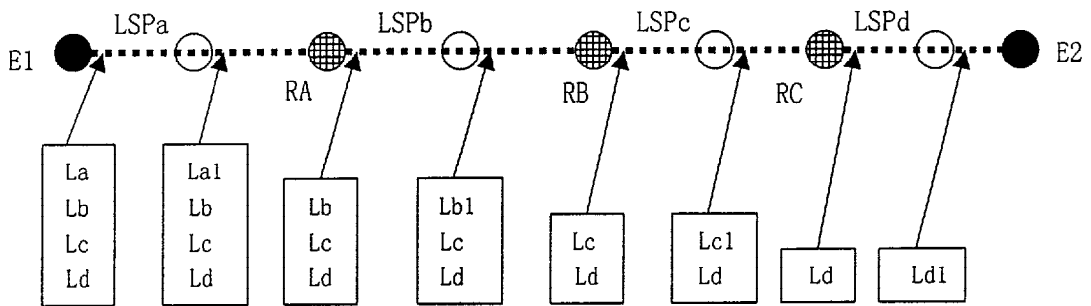 LSPa LSPb LSPc LSPd
E1 RA RB RC E2
La
Lb
Lc
Ld
La1
Lb
Lc
Ld
Lb
Lc
Ld
Lb1
Lc
Ld
Lc
Ld
Lc1
Ld
Ld
Ld1